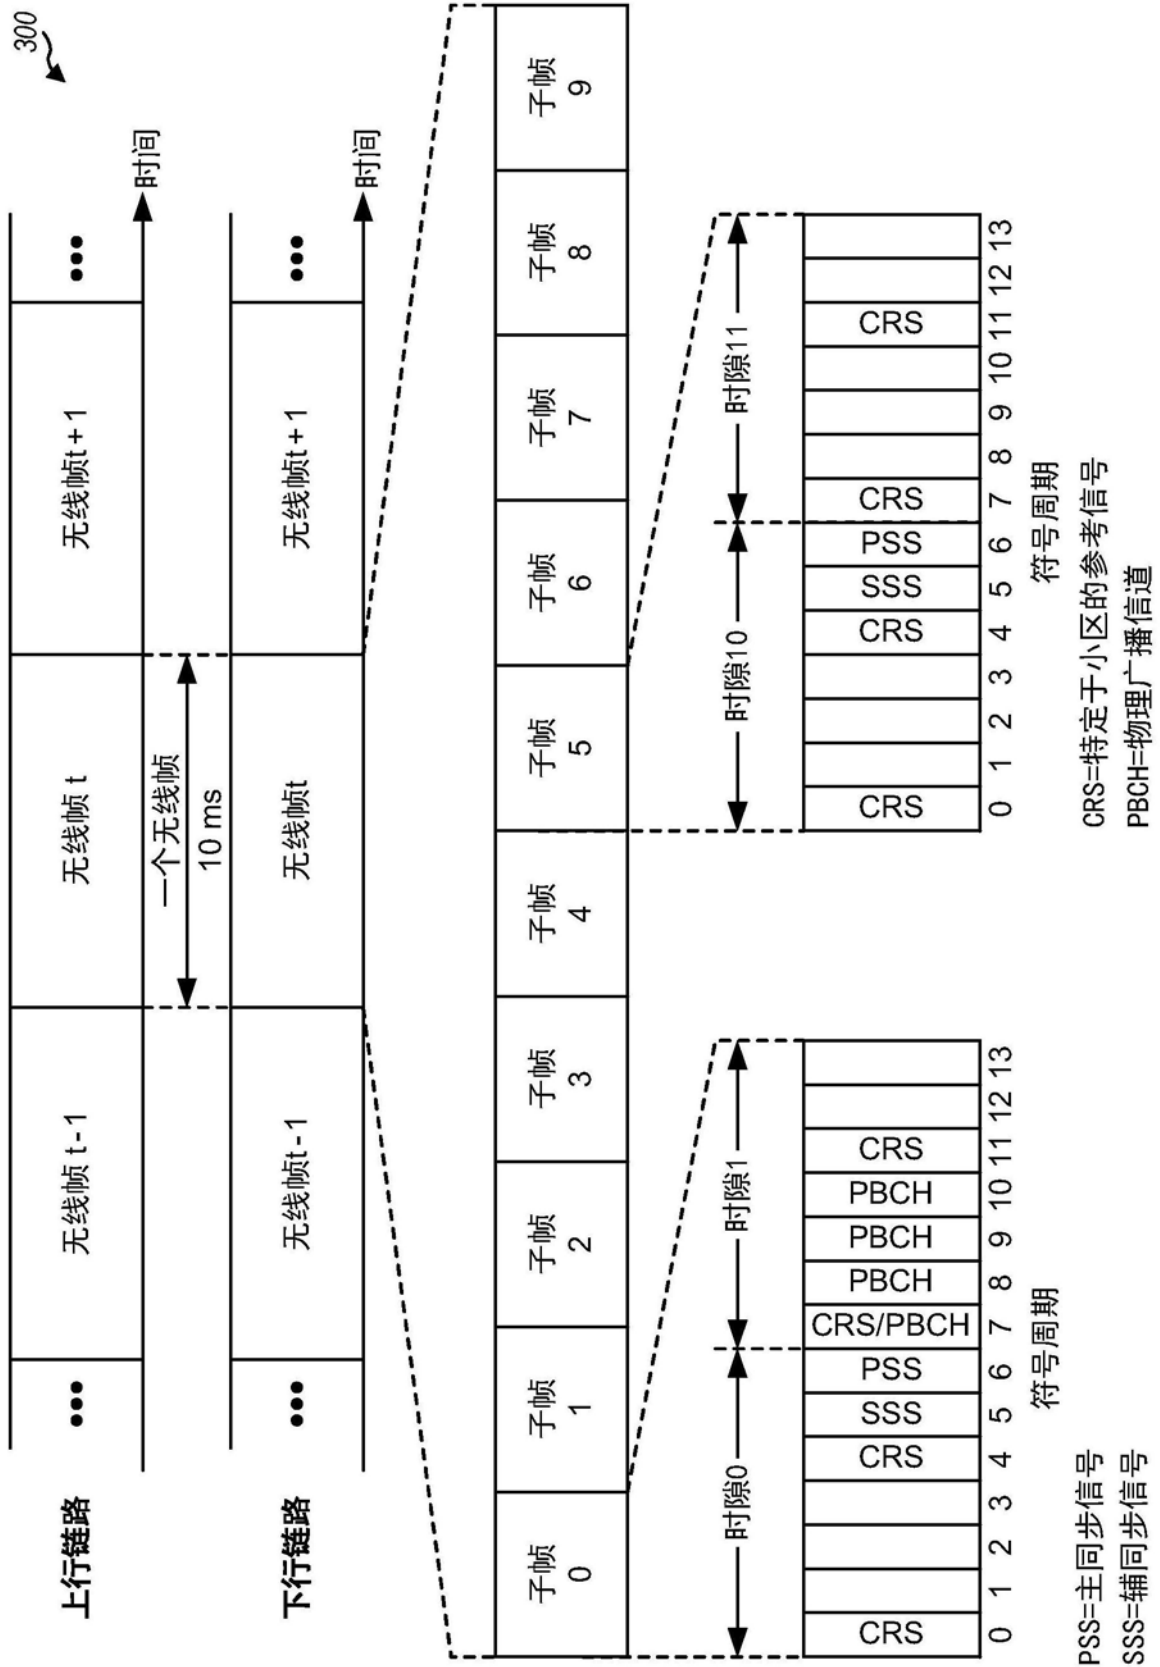 300
上行链路
••• 无线帧 t-1 无线帧 t 无线帧t+1 •••
时间
一个无线帧
10 ms
下行链路
••• 无线帧t-1 无线帧t 无线帧t+1 •••
时间
子帧 0 子帧 1 子帧 2 子帧 3 子帧 4 子帧 5 子帧 6 子帧 7 子帧 8 子帧 9
时隙0 时隙1
CRS CRS SSS PSS CRS/PBCH PBCH PBCH PBCH CRS
0 1 2 3 4 5 6 7 8 9 10 11 12 13
符号周期
时隙10 时隙11
CRS CRS SSS PSS CRS CRS
0 1 2 3 4 5 6 7 8 9 10 11 12 13
符号周期
PSS=主同步信号
SSS=辅同步信号
CRS=特定于小区的参考信号
PBCH=物理广播信道